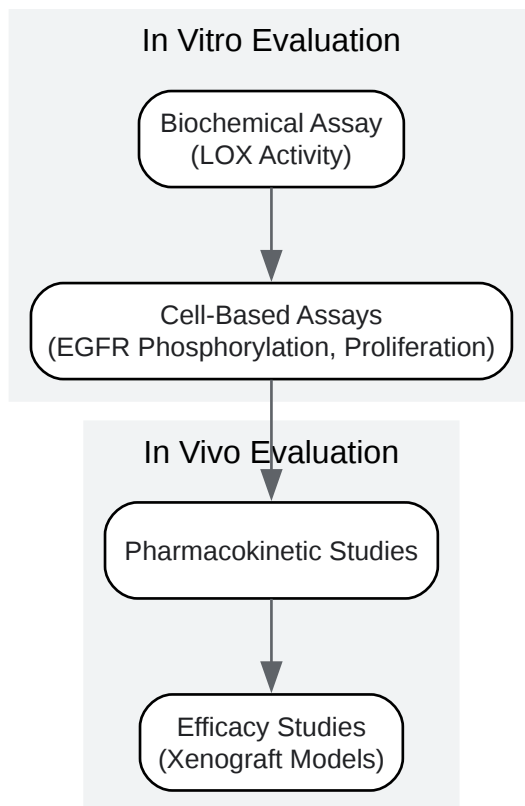 In Vitro Evaluation
Biochemical Assay
(LOX Activity)
Cell-Based Assays
(EGFR Phosphorylation, Proliferation)
In Vivo Evaluation
Pharmacokinetic Studies
Efficacy Studies
(Xenograft Models)